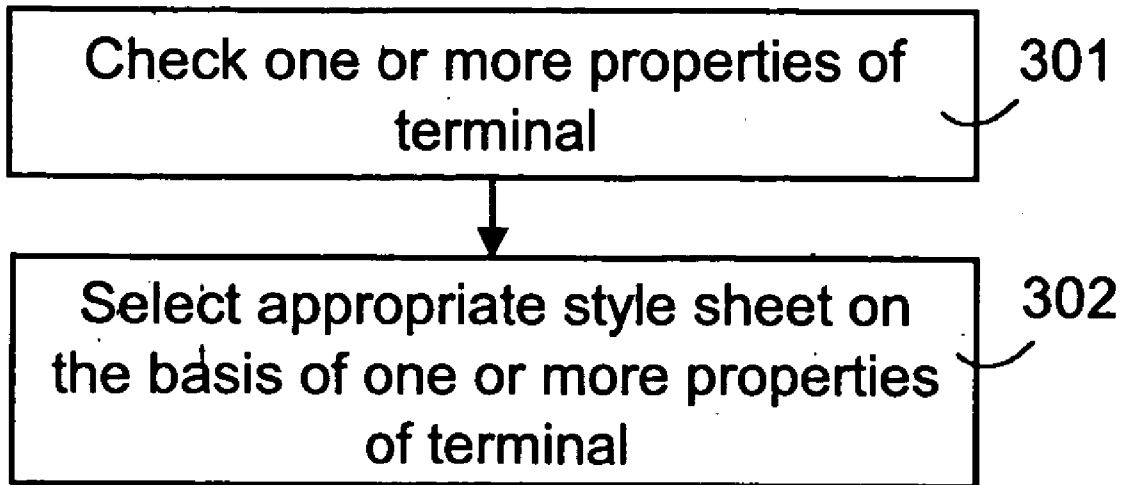 Check one or more properties of
terminal
301
Select appropriate style sheet on
the basis of one or more properties
of terminal
302